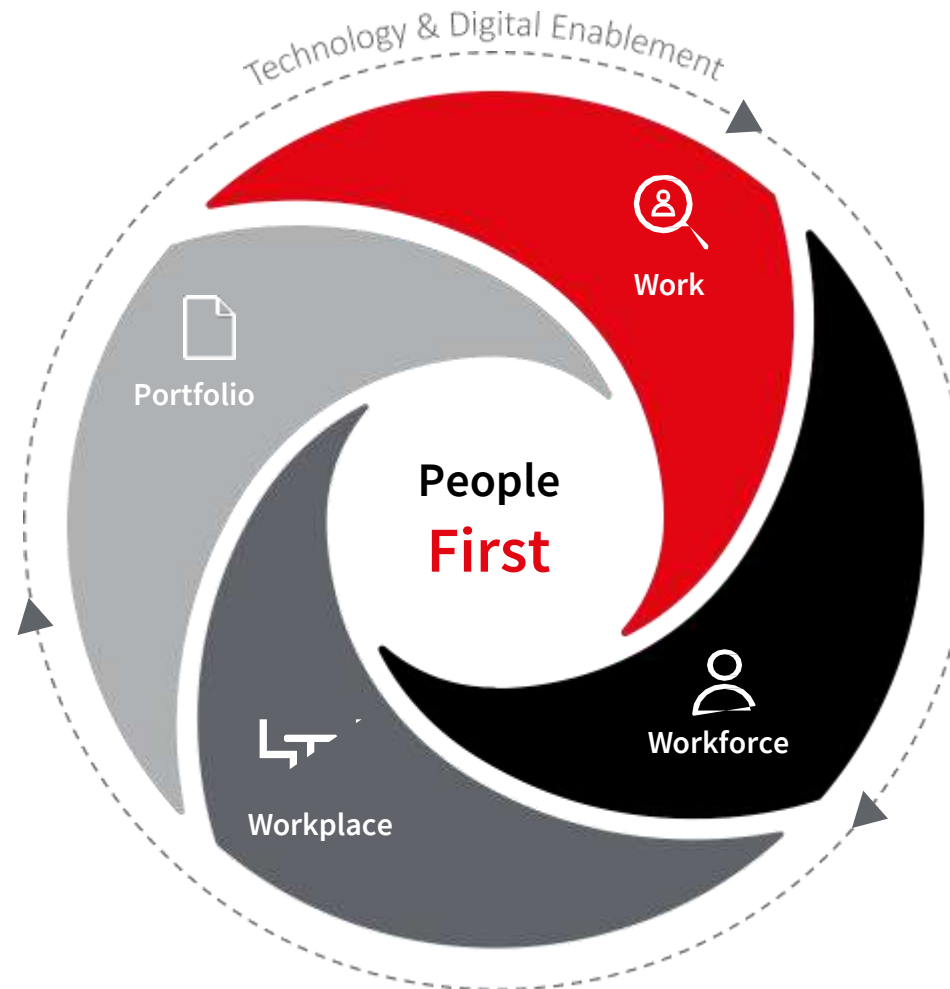 Technology & Digital Enablement
Work
Portfolio
People
First
Workforce
Workplace